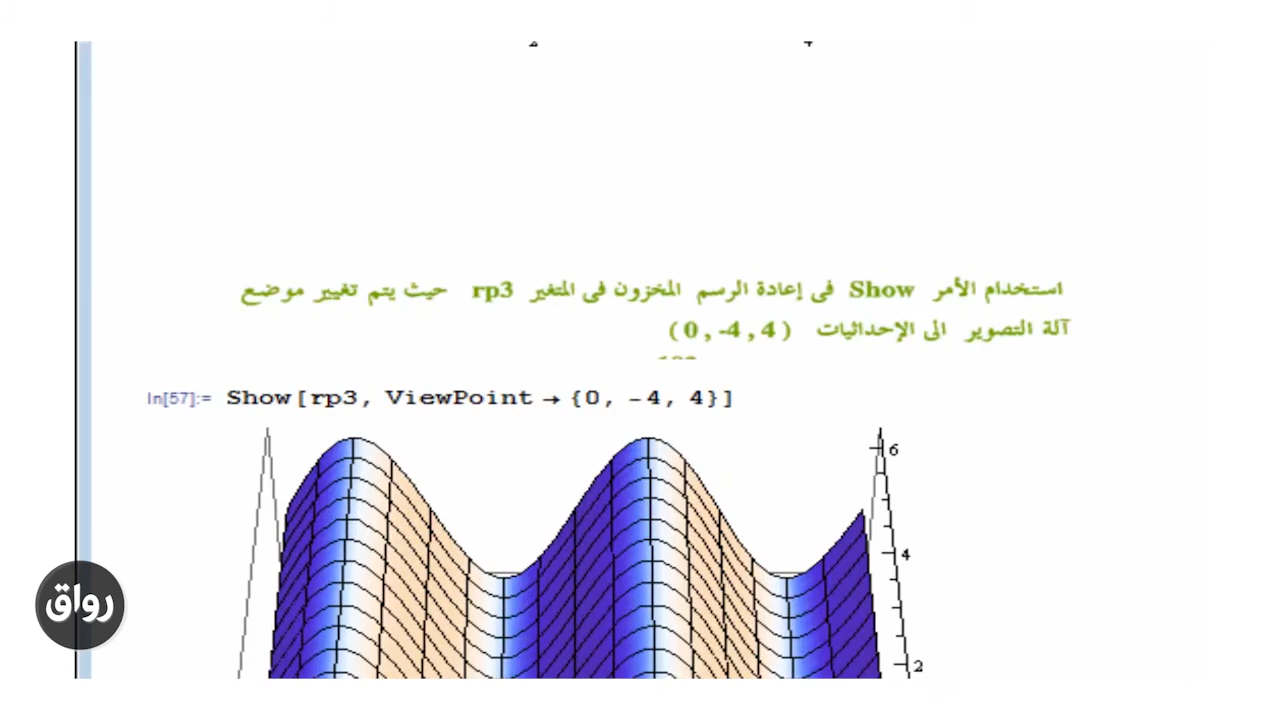 استخدام الأمر Show فى إعادة الرسم المخزون فى المتغير rp3 حيث يتم تغيير موضع
آلة التصوير الى الإحداثيات (0,-4,4)
In[57]:= Show[rp3, ViewPoint → {0, -4, 4}]
6
4
2
رواق